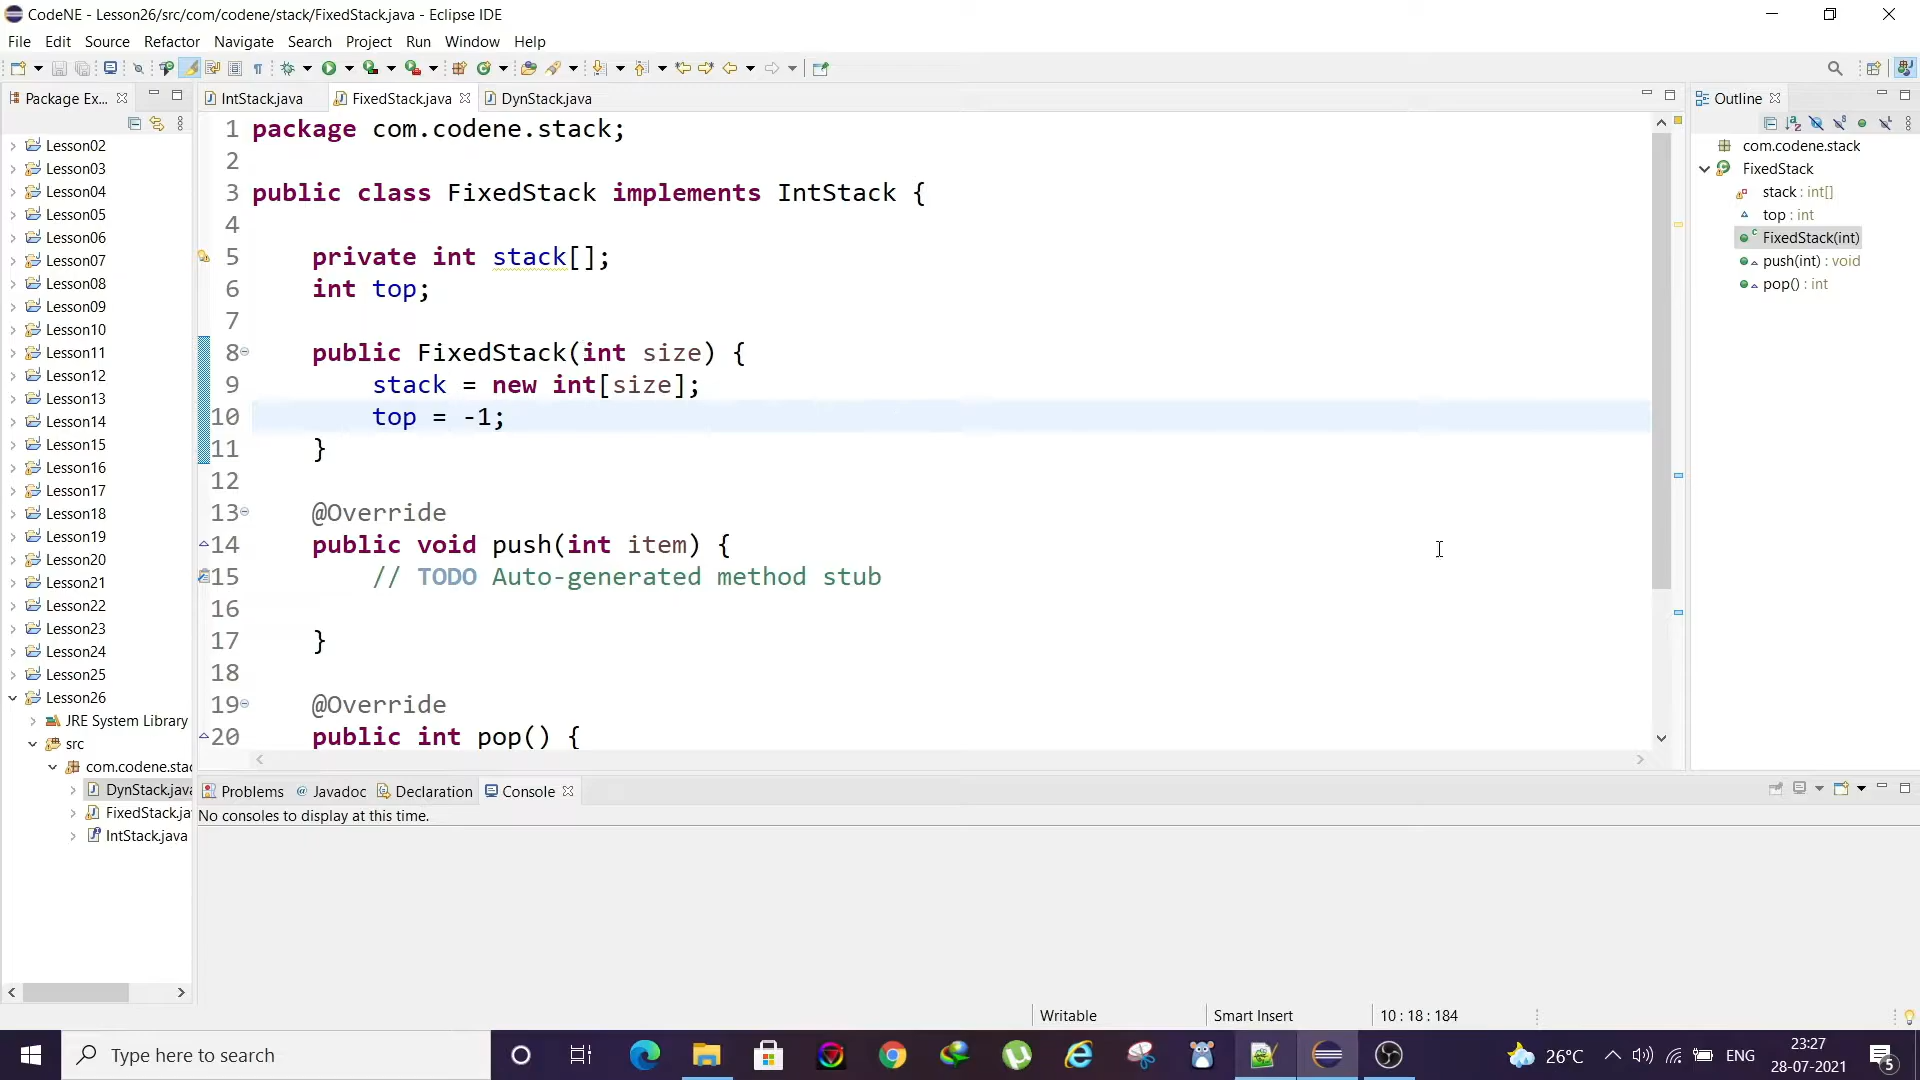 CodeNE - Lesson26/src/com/codene/stack/FixedStack.java - Eclipse IDE
File Edit Source Refactor Navigate Search Project Run Window Help
Package Ex...
IntStack.java FixedStack.java DynStack.java
Outline
Lesson02
Lesson03
Lesson04
Lesson05
Lesson06
Lesson07
Lesson08
Lesson09
Lesson10
Lesson11
Lesson12
Lesson13
Lesson14
Lesson15
Lesson16
Lesson17
Lesson18
Lesson19
Lesson20
Lesson21
Lesson22
Lesson23
Lesson24
Lesson25
Lesson26
JRE System Library
src
com.codene.stac
DynStack.java
FixedStack.ja
IntStack.java
1 package com.codene.stack;
2
3 public class FixedStack implements IntStack {
4
5 private int stack[];
6 int top;
7
8 public FixedStack(int size) {
9 stack = new int[size];
10 top = -1;
11 }
12
13 @Override
14 public void push(int item) {
15 // TODO Auto-generated method stub
16
17 }
18
19 @Override
20 public int pop() {
com.codene.stack
FixedStack
stack : int[]
top : int
FixedStack(int)
push(int) : void
pop() : int
Problems @ Javadoc Declaration Console
No consoles to display at this time.
Writable Smart Insert 10 : 18 : 184
Type here to search
26°C ENG
23:27
28-07-2021
5